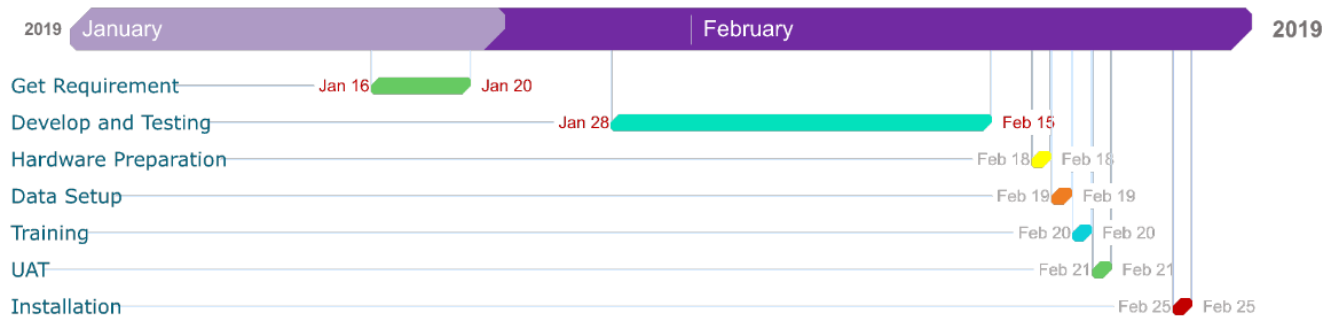 2019 January February 2019
Get Requirement Jan 16 Jan 20
Develop and Testing Jan 28 Feb 15
Hardware Preparation Feb 18 Feb 18
Data Setup Feb 19 Feb 19
Training Feb 20 Feb 20
UAT Feb 21 Feb 21
Installation Feb 25 Feb 25